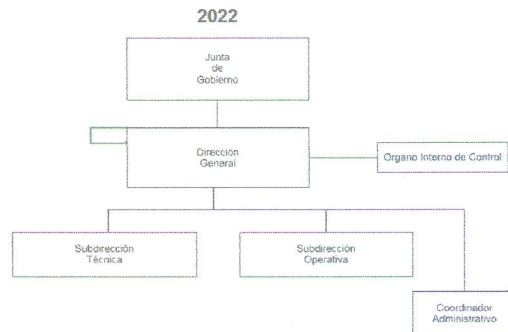 2022
Junta
de
Gobierno
Dirección
General
Organo Interno de Control
Subdirección
Técnica
Subdirección
Operativa
Coordinador
Administrativo